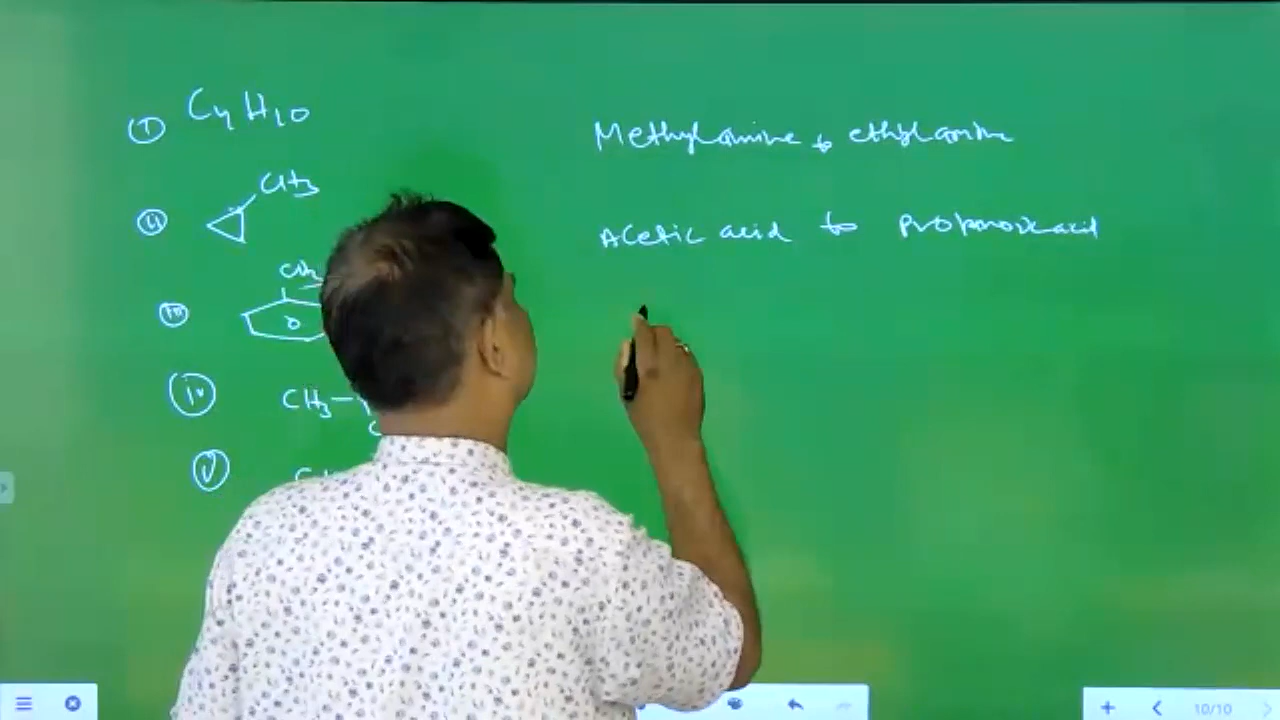 (i) C4H10
(ii) CH3
(iii) CH3
(iv) CH3-
(v)
Methylamine to ethylamine
Acetic acid to Propanoic acid
10/10